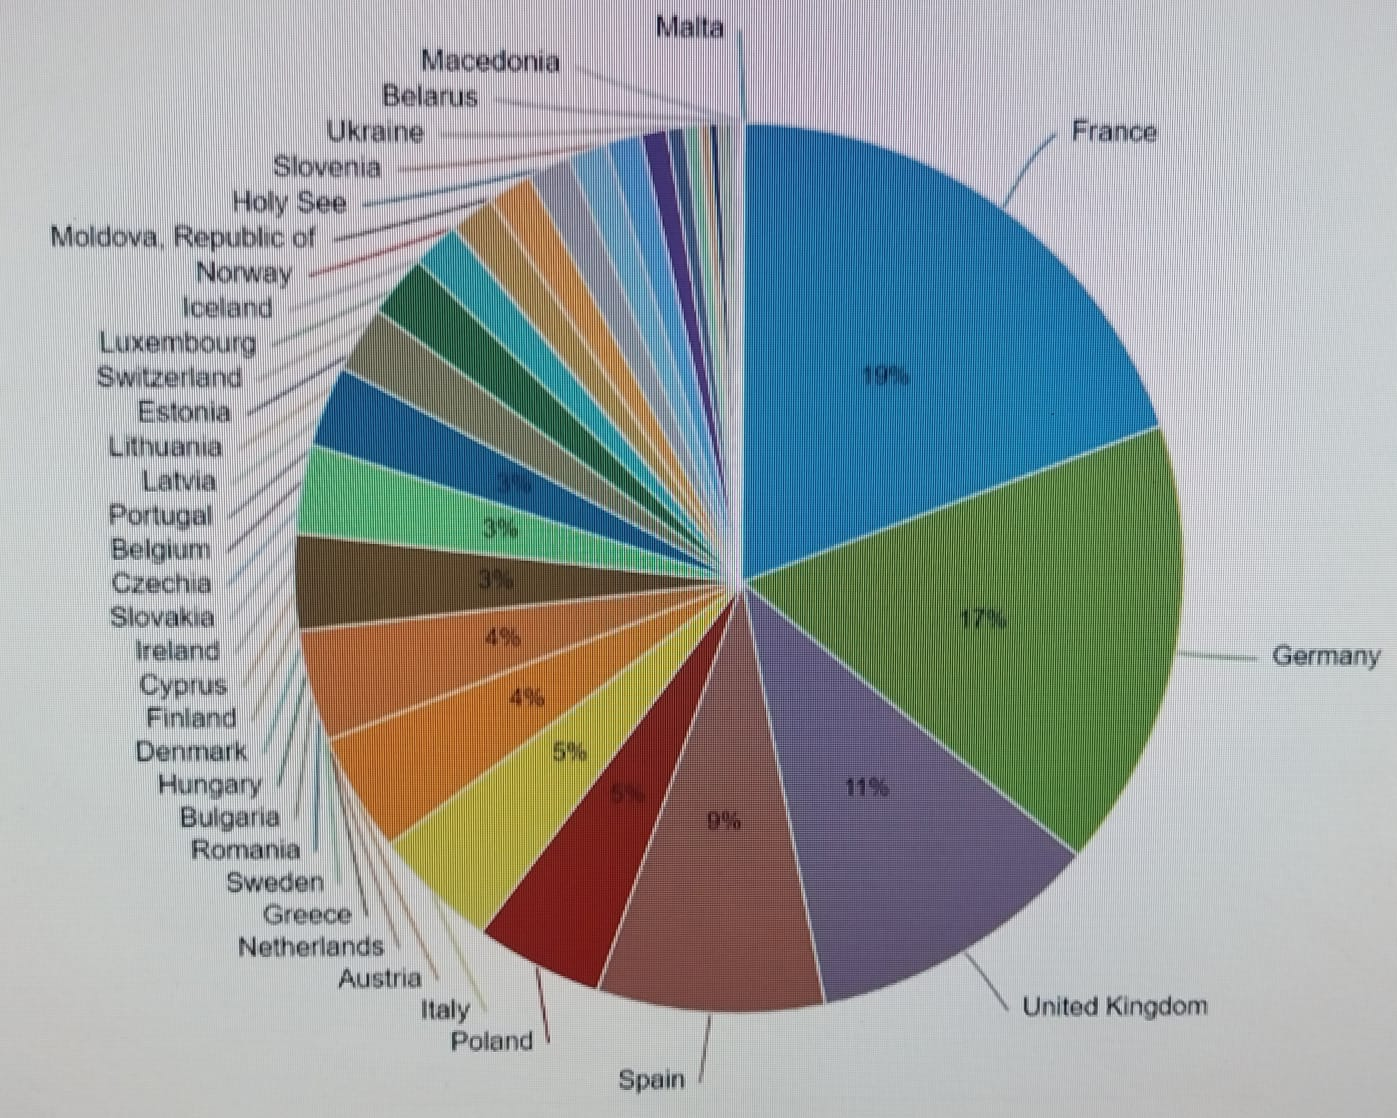 Malta
Macedonia
Belarus
Ukraine
France
Slovenia
Holy See
Moldova, Republic of
Norway
Iceland
Luxembourg
Switzerland
19%
Estonia
Lithuania
Latvia
3%
Portugal
3%
Belgium
3%
Czechia
Slovakia
17%
4%
Ireland
Germany
Cyprus
4%
Finland
Denmark
5%
Hungary
11%
5%
Bulgaria
9%
Romania
Sweden
Greece
Netherlands
Austria
United Kingdom
Italy
Poland
Spain